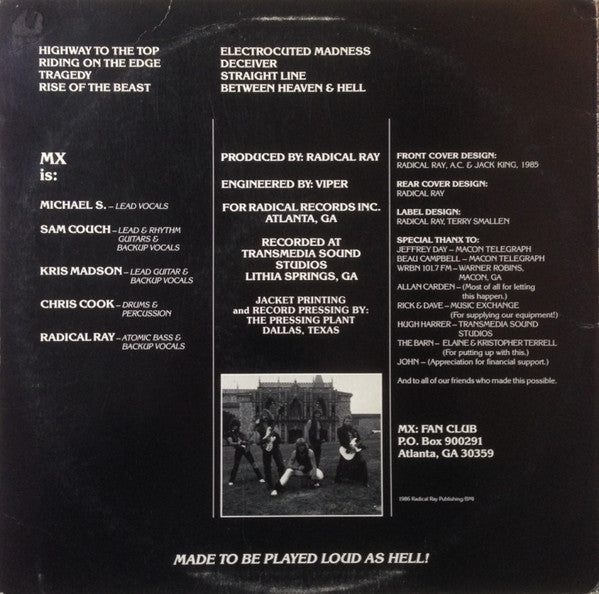 HIGHWAY TO THE TOP
RIDING ON THE EDGE
TRAGEDY
RISE OF THE BEAST
ELECTROCUTED MADNESS
DECEIVER
STRAIGHT LINE
BETWEEN HEAVEN & HELL
MX
is:
MICHAEL S. – LEAD VOCALS
SAM COUCH – LEAD & RHYTHM
GUITARS &
BACKUP VOCALS
KRIS MADSON – LEAD GUITAR &
BACKUP VOCALS
CHRIS COOK – DRUMS &
PERCUSSION
RADICAL RAY – ATOMIC BASS &
BACKUP VOCALS
PRODUCED BY: RADICAL RAY
ENGINEERED BY: VIPER
FOR RADICAL RECORDS INC.
ATLANTA, GA
RECORDED AT
TRANSMEDIA SOUND
STUDIOS
LITHIA SPRINGS, GA
JACKET PRINTING
and RECORD PRESSING BY:
THE PRESSING PLANT
DALLAS, TEXAS
FRONT COVER DESIGN:
RADICAL RAY, A.C. & JACK KING, 1985
REAR COVER DESIGN:
RADICAL RAY
LABEL DESIGN:
RADICAL RAY, TERRY SMALLEN
SPECIAL THANX TO:
JEFFREY DAY – MACON TELEGRAPH
BEAU CAMPBELL – MACON TELEGRAPH
WRBN 101.7 FM – WARNER ROBINS,
MACON, GA
ALLAN CARDEN – (Most of all for letting
this happen.)
RICK & DAVE – MUSIC EXCHANGE
(For supplying our equipment!)
HUGH HARRER – TRANSMEDIA SOUND
STUDIOS
THE BARN – ELAINE & KRISTOPHER TERRELL
(For putting up with this.)
JOHN – (Appreciation for financial support.)
And to all of our friends who made this possible.
MX: FAN CLUB
P.O. Box 900291
Atlanta, GA 30359
1986 Radical Ray Publishing/BMI
MADE TO BE PLAYED LOUD AS HELL!